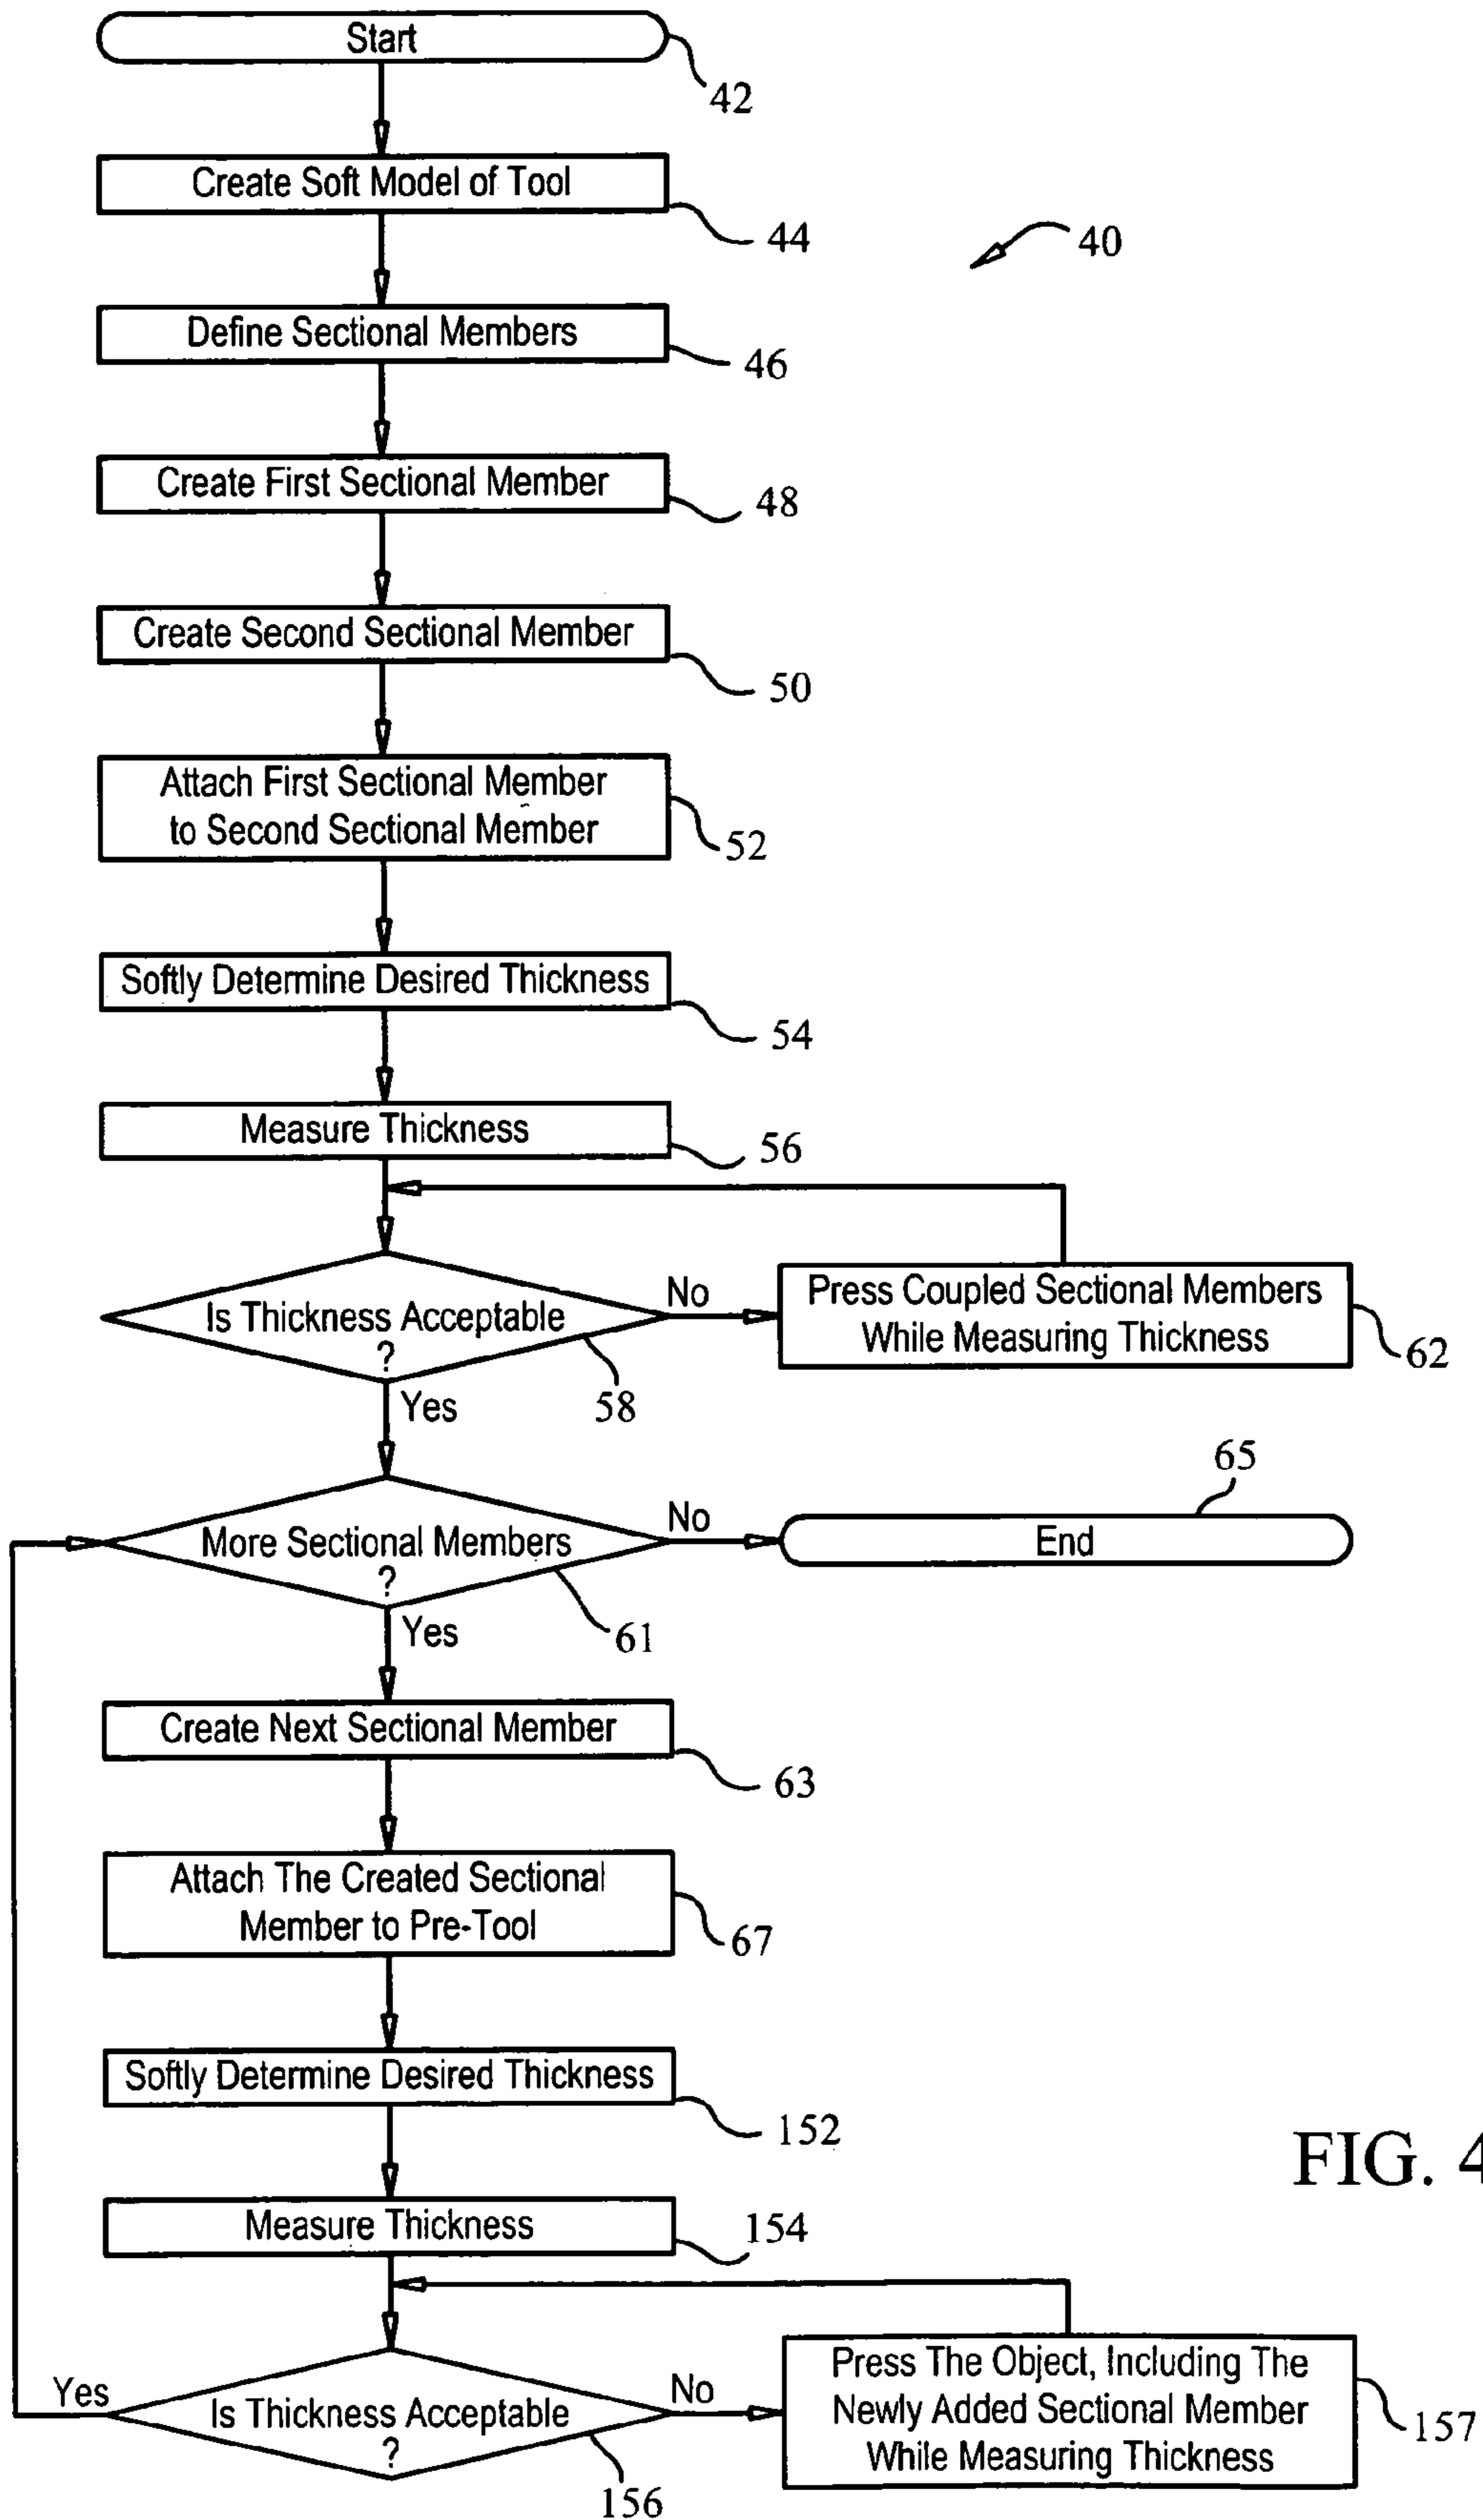 Start
42
Create Soft Model of Tool
44
40
Define Sectional Members
46
Create First Sectional Member
48
Create Second Sectional Member
50
Attach First Sectional Member
to Second Sectional Member
52
Softly Determine Desired Thickness
54
Measure Thickness
56
Is Thickness Acceptable
?
58
No
Press Coupled Sectional Members
While Measuring Thickness
62
Yes
More Sectional Members
?
61
No
65
End
Yes
Create Next Sectional Member
63
Attach The Created Sectional
Member to Pre-Tool
67
Softly Determine Desired Thickness
152
FIG. 4
Measure Thickness
154
Yes
Is Thickness Acceptable
?
156
No
Press The Object, Including The
Newly Added Sectional Member
While Measuring Thickness
157